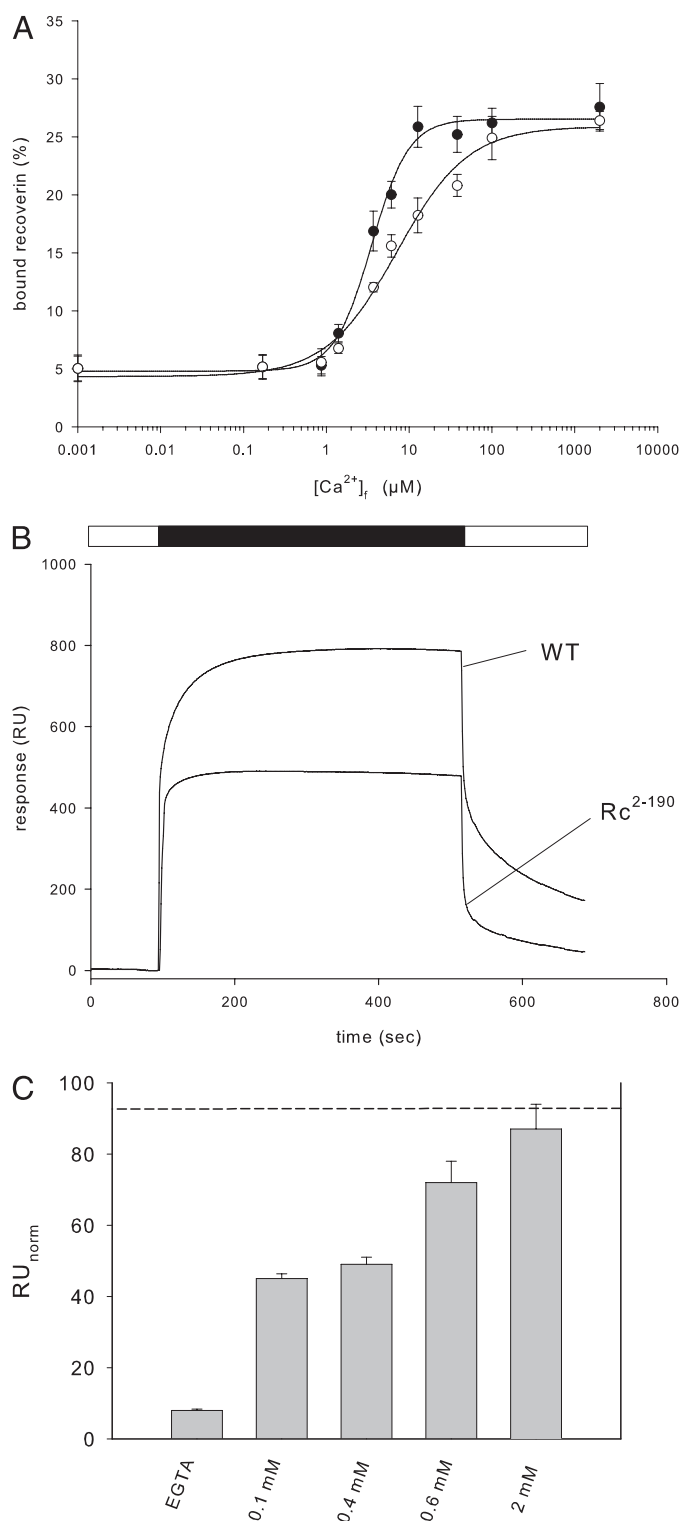 A
35
30
25
20
15
10
5
0
bound recoverin (%)
0.001 0.01 0.1 1 10 100 1000 10000
[Ca²⁺]f (µM)
B
1000
800
600
400
200
0
response (RU)
WT
Rc²⁻¹⁹⁰
0 200 400 600 800
time (sec)
C
100
80
60
40
20
0
RUnorm
EGTA
0.1 mM
0.4 mM
0.6 mM
2 mM